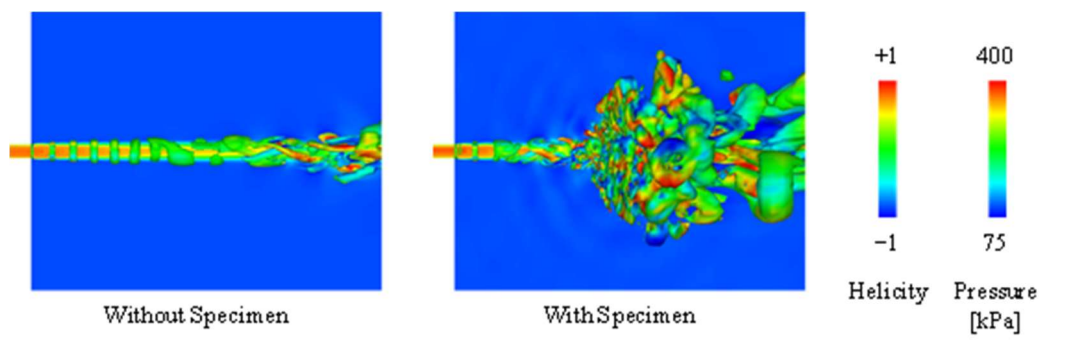 +1 400
−1 75
Helicity Pressure
[kPa]
Without Specimen With Specimen